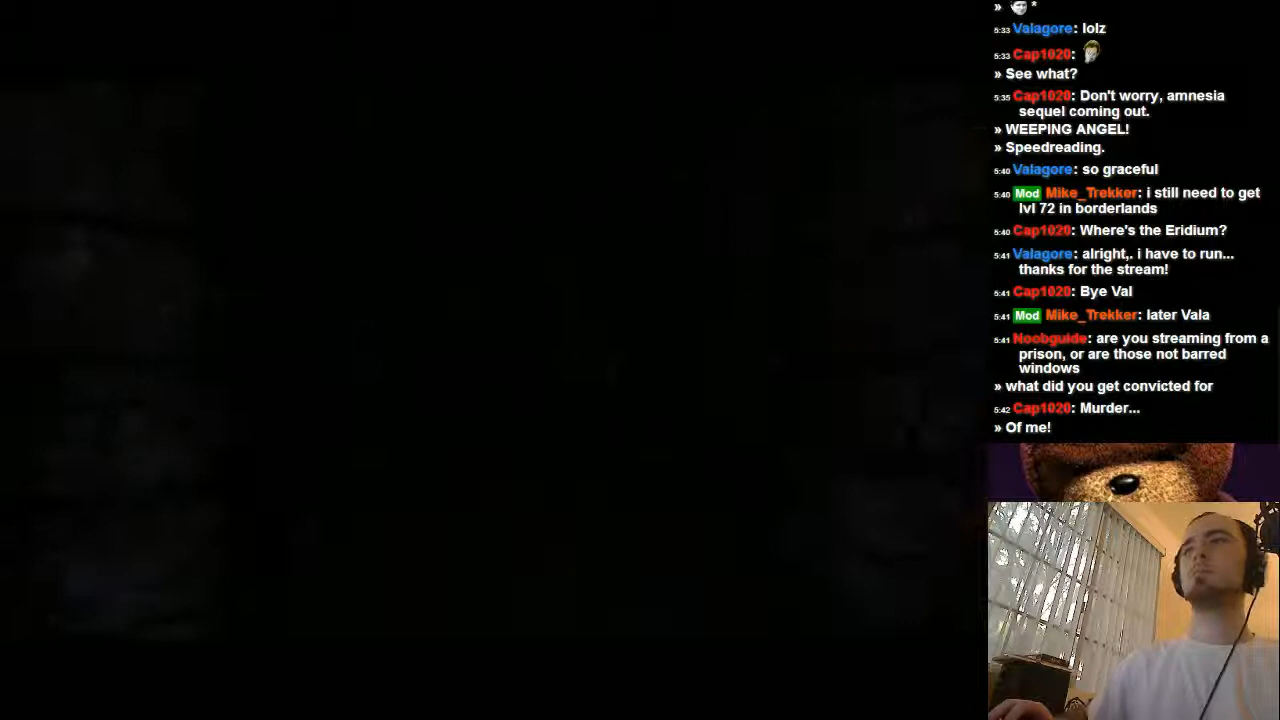 » *
5:33 Valagore: lolz
5:33 Cap1020:
» See what?
5:35 Cap1020: Don't worry, amnesia
sequel coming out.
» WEEPING ANGEL!
» Speedreading.
5:40 Valagore: so graceful
5:40 Mod Mike_Trekker: i still need to get
lvl 72 in borderlands
5:40 Cap1020: Where's the Eridium?
5:41 Valagore: alright,. i have to run...
thanks for the stream!
5:41 Cap1020: Bye Val
5:41 Mod Mike_Trekker: later Vala
5:41 Noobguide: are you streaming from a
prison, or are those not barred
windows
» what did you get convicted for
5:42 Cap1020: Murder...
» Of me!